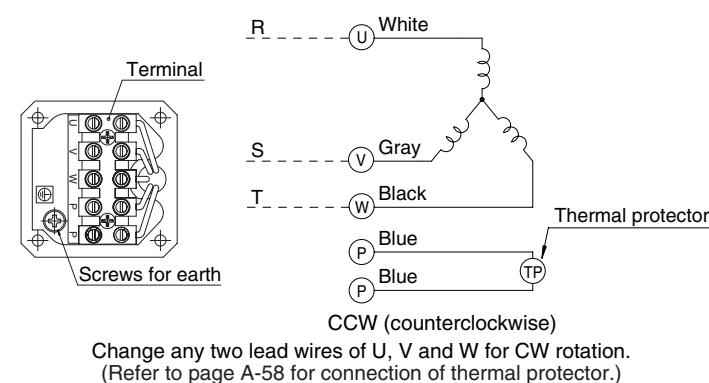 Terminal
U
V
W
P
P
Screws for earth
R
U
White
S
V
Gray
T
W
Black
P
Blue
P
Blue
TP
Thermal protector
CCW (counterclockwise)
Change any two lead wires of U, V and W for CW rotation.
(Refer to page A-58 for connection of thermal protector.)